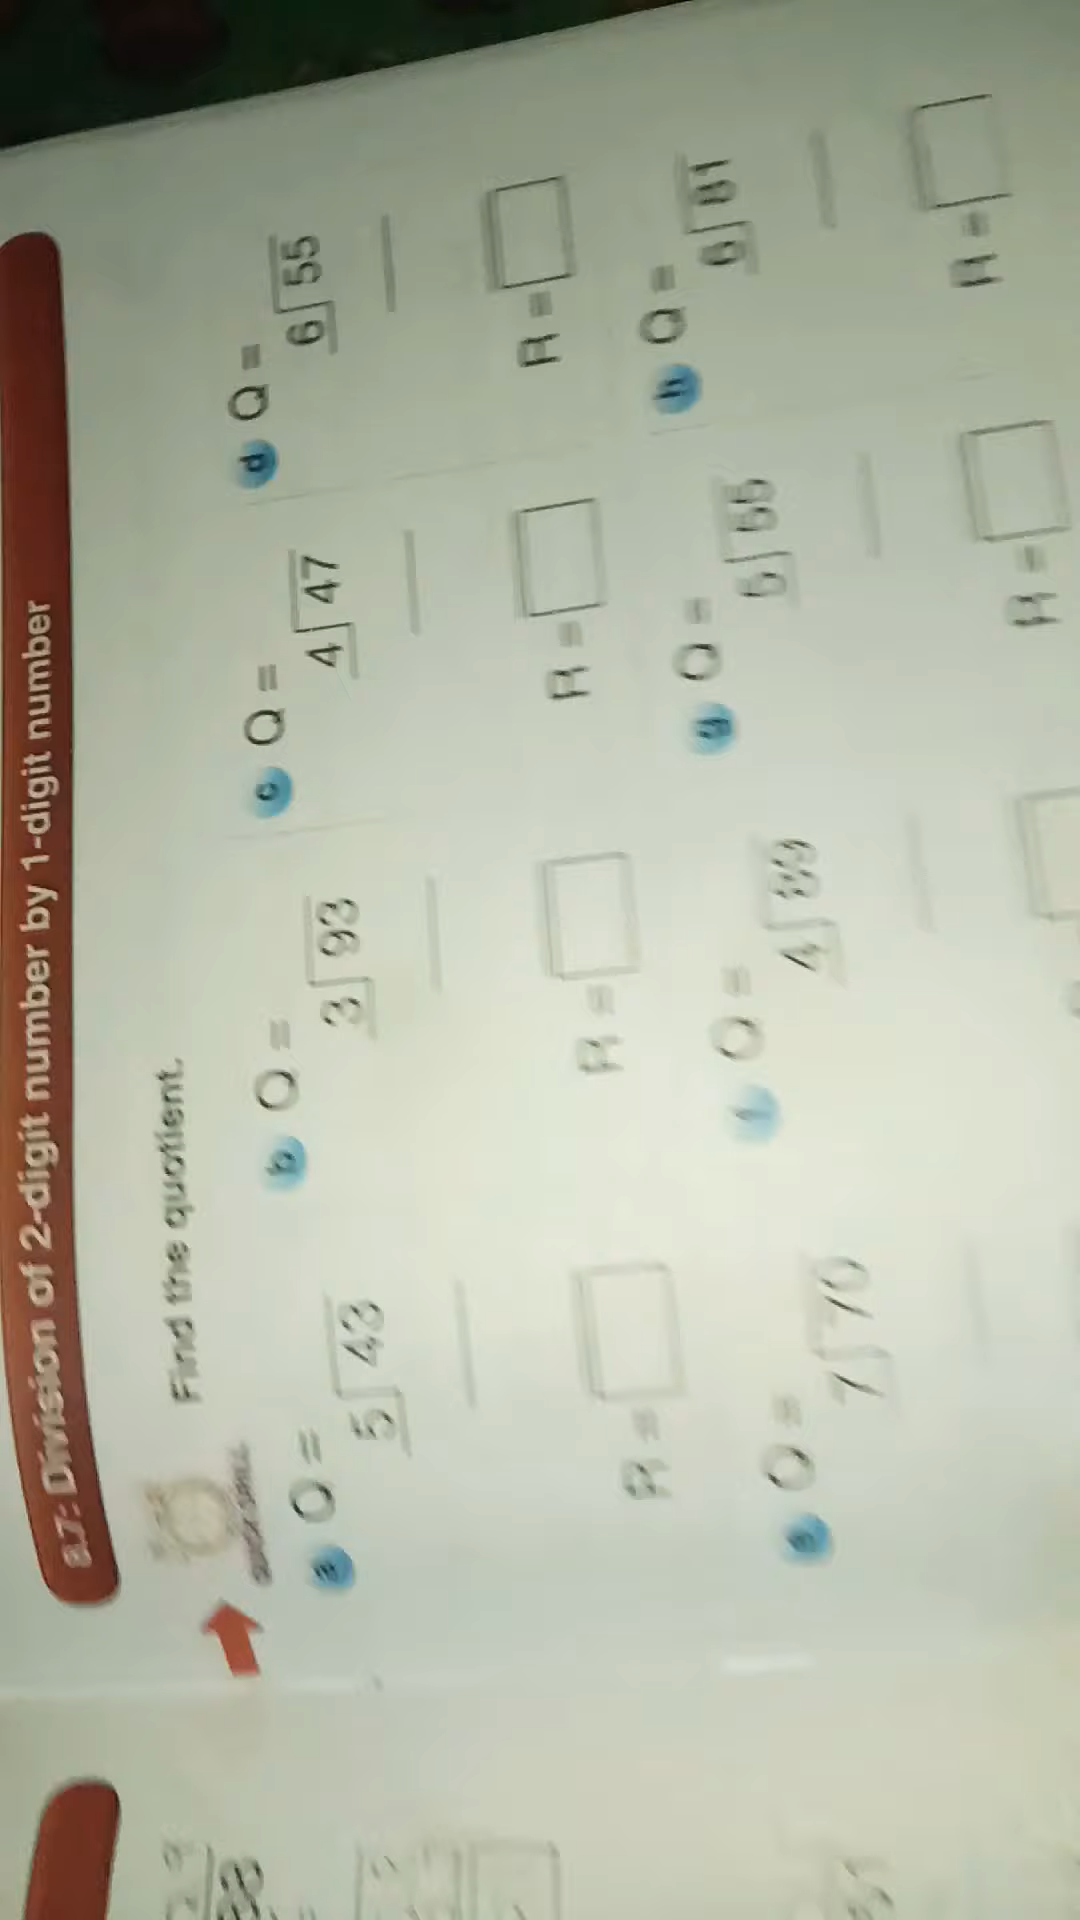 8.7: Division of 2-digit number by 1-digit number
Find the quotient.
a Q =
5 43
R =
b Q =
3 93
R =
c Q =
4 47
R =
d Q =
6 55
R =
e Q =
7 70
f Q =
4 89
g Q =
5 55
R =
h Q =
6 81
R =